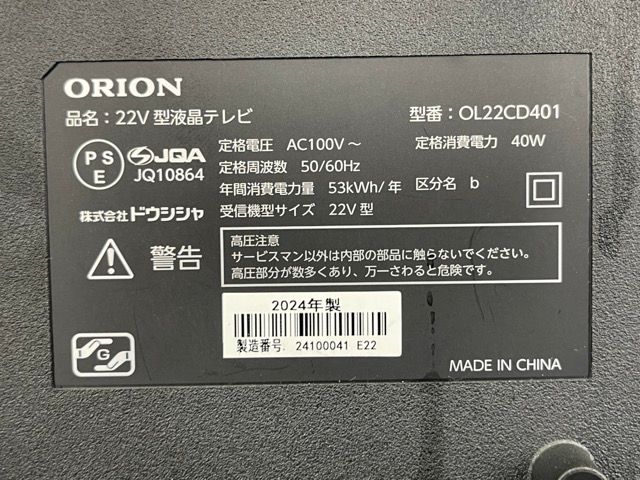 ORION
品名：22V 型液晶テレビ
型番：OL22CD401
PS
E
JQA
JQ10864
定格電圧 AC100V～
定格消費電力 40W
定格周波数 50/60Hz
年間消費電力量 53kWh/年 区分名 b
受信機型サイズ 22V 型
株式会社ドウシシャ
警告
高圧注意
サービスマン以外は内部の部品に触らないでください。
高圧部分が数多くあり、万一さわると危険です。
2024年製
製造番号. 24100041 E22
G
MADE IN CHINA